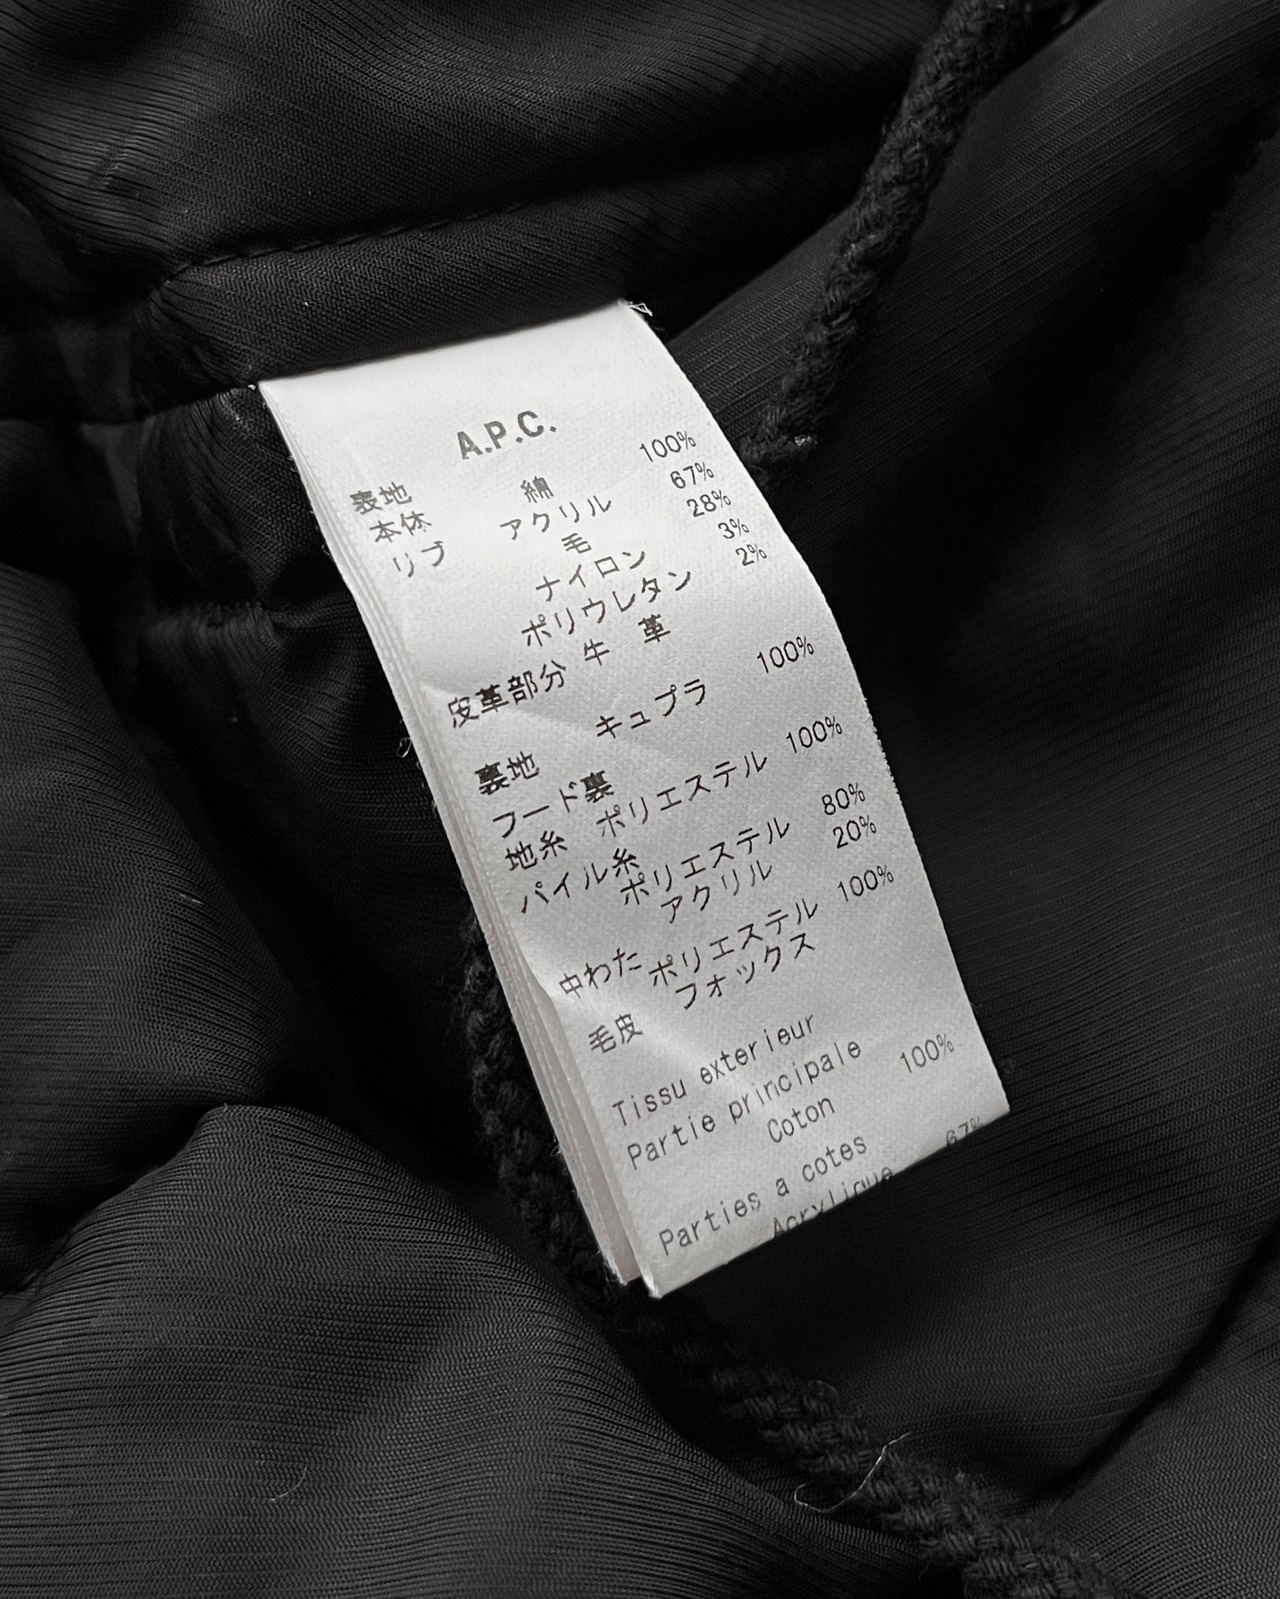 A.P.C.
表地
本体 綿 100%
リブ アクリル 67%
毛 28%
ナイロン 3%
ポリウレタン 2%
皮革部分 牛 革
裏地 キュプラ 100%
フード裏
地糸 ポリエステル 100%
パイル糸
ポリエステル 80%
アクリル 20%
中わた ポリエステル 100%
毛皮 フォックス
Tissu exterieur
Partie principale
Coton 100%
Parties a cotes
Acrylique 67%